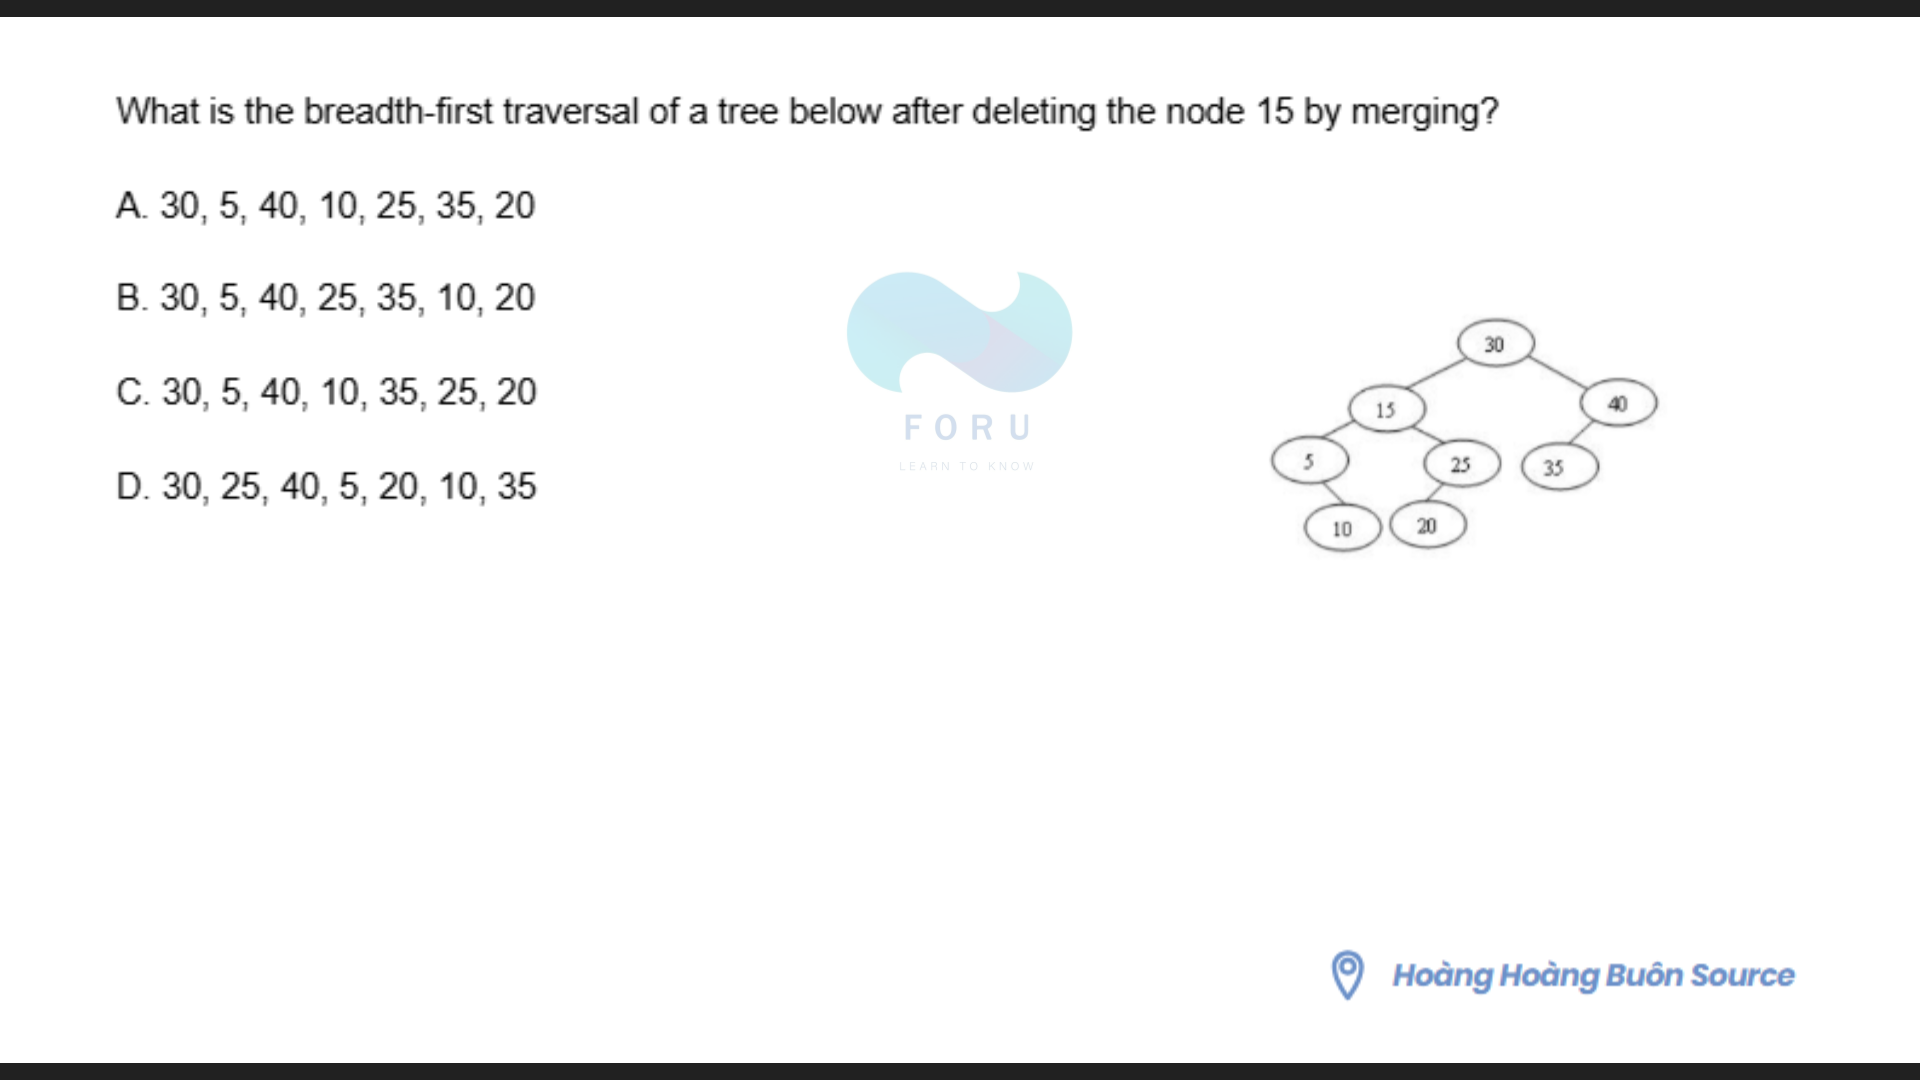 What is the breadth-first traversal of a tree below after deleting the node 15 by merging?
A. 30, 5, 40, 10, 25, 35, 20
B. 30, 5, 40, 25, 35, 10, 20
C. 30, 5, 40, 10, 35, 25, 20
D. 30, 25, 40, 5, 20, 10, 35
FORU
LEARN TO KNOW
30
15
40
5
25
35
10
20
Hoàng Hoàng Buôn Source